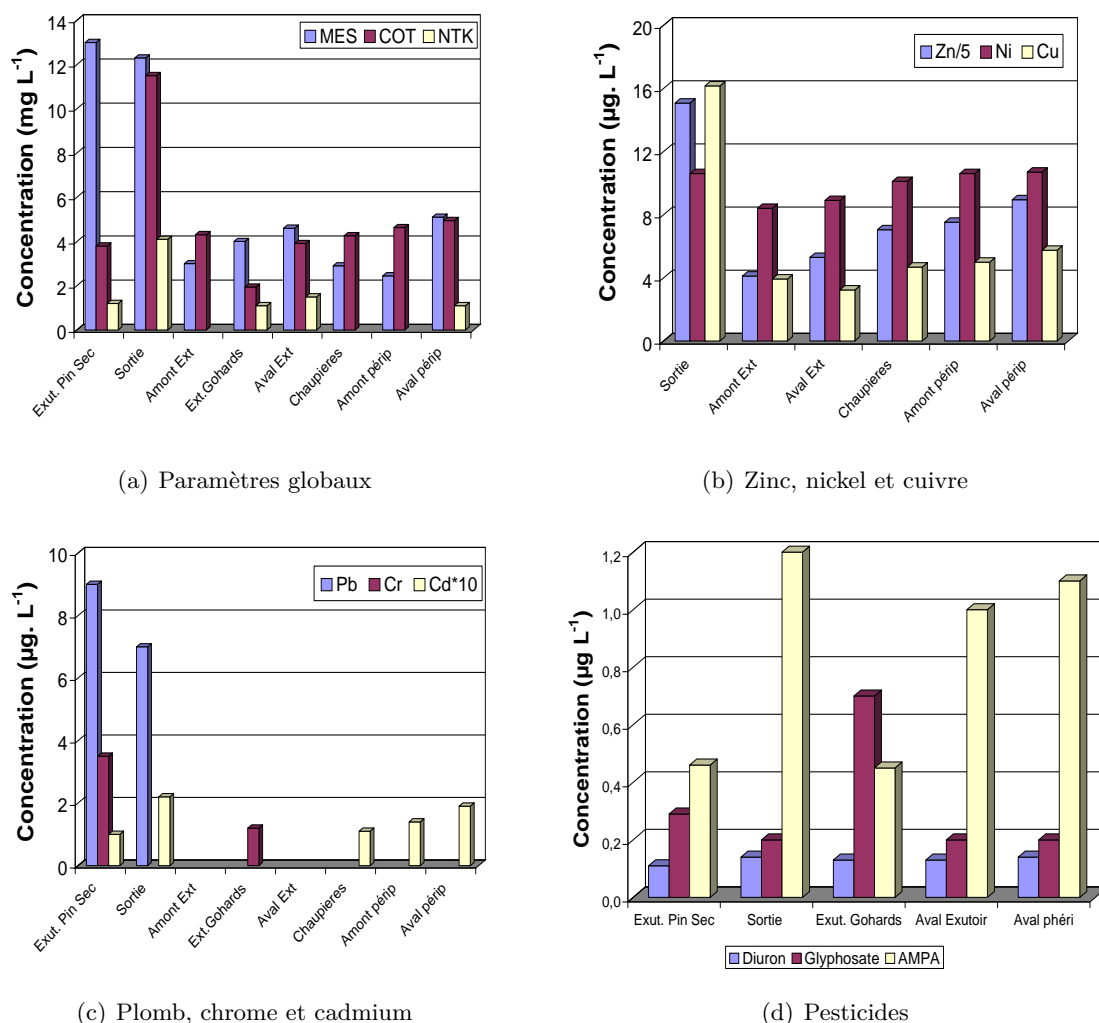 Concentration (mg L-1)
14
12
10
8
6
4
2
0
MES COT NTK
Exut. Pin Sec
Sortie
Amont Ext
Ext.Gohards
Aval Ext
Chaupieres
Amont périp
Aval périp
(a) Paramètres globaux
Concentration (µg. L-1)
20
16
12
8
4
0
Zn/5 Ni Cu
Sortie
Amont Ext
Aval Ext
Chaupieres
Amont périp
Aval périp
(b) Zinc, nickel et cuivre
Concentration (µg. L-1)
10
8
6
4
2
0
Pb Cr Cd*10
Exut. Pin Sec
Sortie
Amont Ext
Ext.Gohards
Aval Ext
Chaupieres
Amont périp
Aval périp
(c) Plomb, chrome et cadmium
Concentration (µg L-1)
1,2
1,0
0,8
0,6
0,4
0,2
0,0
Exut. Pin Sec Sortie Exut. Gohards Aval Exutoir Aval phéri
Diuron Glyphosate AMPA
(d) Pesticides